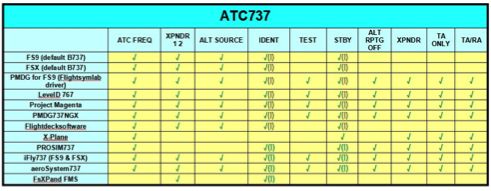 ATC737
ATC FREQ XPNDR 1 2 ALT SOURCE IDENT TEST STBY ALT RPTG OFF XPNDR TA ONLY TA/RA
FS9 (default B737) √ √ √ √(I) √(I)
FSX (default B737) √ √ √ √(I) √(I)
PMDG for FS9 (Flightsymlab driver) √ √ √ √(I) √ √(I) √ √ √ √
LevelD 767 √ √ √ √(I) √ √(I) √ √ √ √
Project Magenta √ √ √ √(I) √ √(I) √ √ √ √
PMDG737NGX √ √ √ √(I) √ √(I) √ √ √ √
Flightdecksoftware √ √ √ √(I)
X-Plane √ √ √ √ √
PROSIM737 √ √(I) √(I) √ √ √ √
iFly737 (FS9 & FSX) √ √ √ √(I) √ √(I) √ √ √ √
aeroSystem737 √ √ √ √(I) √ √(I) √ √ √ √
FsXPand FMS √ √(I)